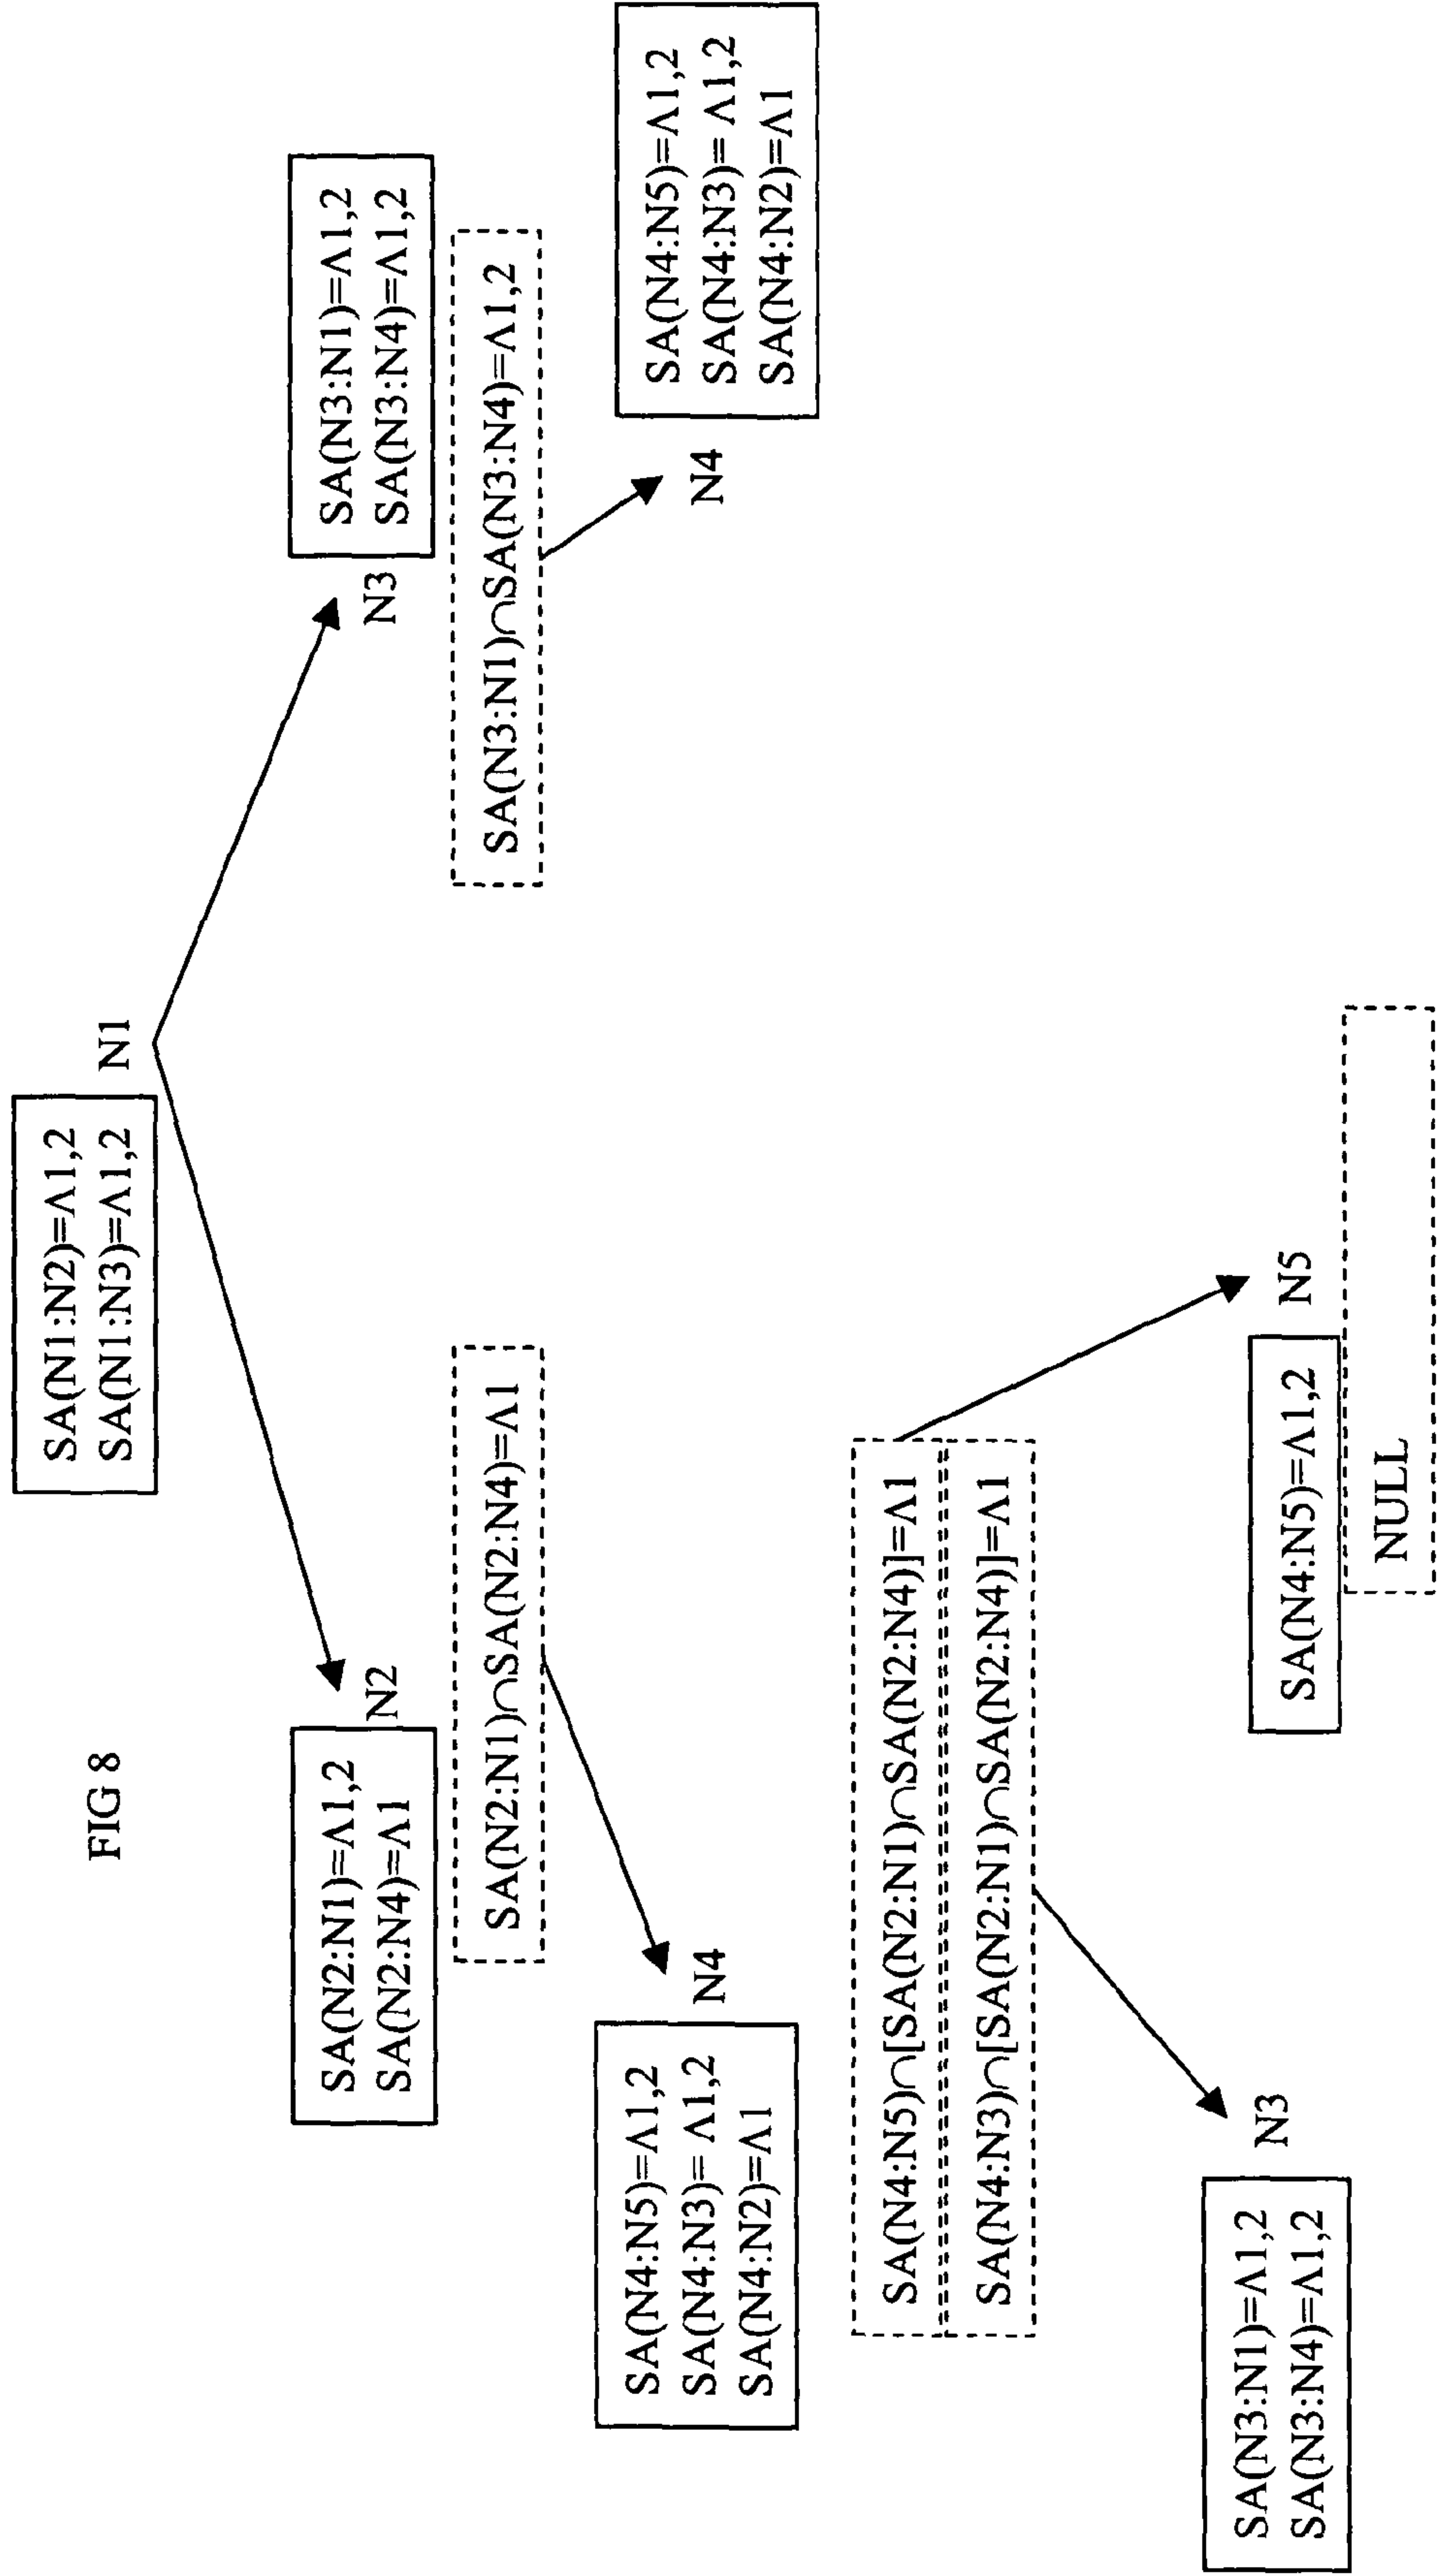 FIG 8
SA(N1:N2)=Λ1,2
SA(N1:N3)=Λ1,2
N1
SA(N2:N1)=Λ1,2
SA(N2:N4)=Λ1
N2
SA(N3:N1)=Λ1,2
SA(N3:N4)=Λ1,2
N3
SA(N2:N1)∩SA(N2:N4)=Λ1
SA(N3:N1)∩SA(N3:N4)=Λ1,2
SA(N4:N5)=Λ1,2
SA(N4:N3)= Λ1,2
SA(N4:N2)=Λ1
N4
N4
SA(N4:N5)=Λ1,2
SA(N4:N3)= Λ1,2
SA(N4:N2)=Λ1
SA(N4:N5)∩[SA(N2:N1)∩SA(N2:N4)]=Λ1
SA(N4:N3)∩[SA(N2:N1)∩SA(N2:N4)]=Λ1
SA(N3:N1)=Λ1,2
SA(N3:N4)=Λ1,2
N3
SA(N4:N5)=Λ1,2
N5
NULL